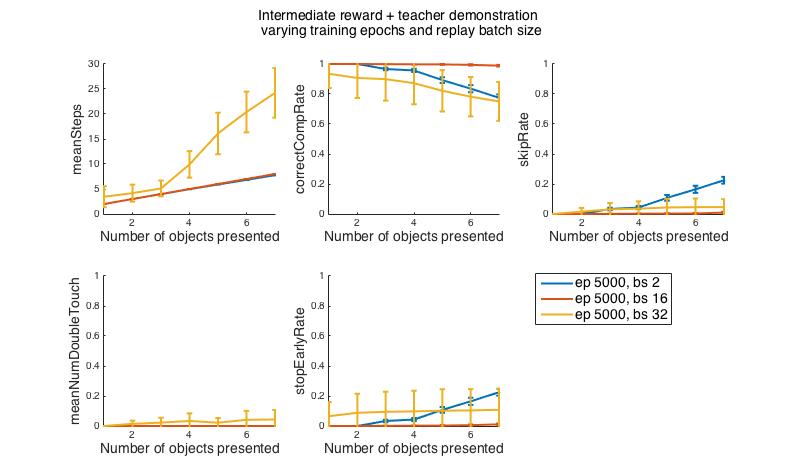 Intermediate reward + teacher demonstration
varying training epochs and replay batch size
meanSteps
30
25
20
15
10
5
0
2 4 6
Number of objects presented
correctCompRate
1
0.8
0.6
0.4
0.2
0
2 4 6
Number of objects presented
skipRate
1
0.8
0.6
0.4
0.2
0
2 4 6
Number of objects presented
meanNumDoubleTouch
1
0.8
0.6
0.4
0.2
0
2 4 6
Number of objects presented
stopEarlyRate
1
0.8
0.6
0.4
0.2
0
2 4 6
Number of objects presented
ep 5000, bs 2
ep 5000, bs 16
ep 5000, bs 32